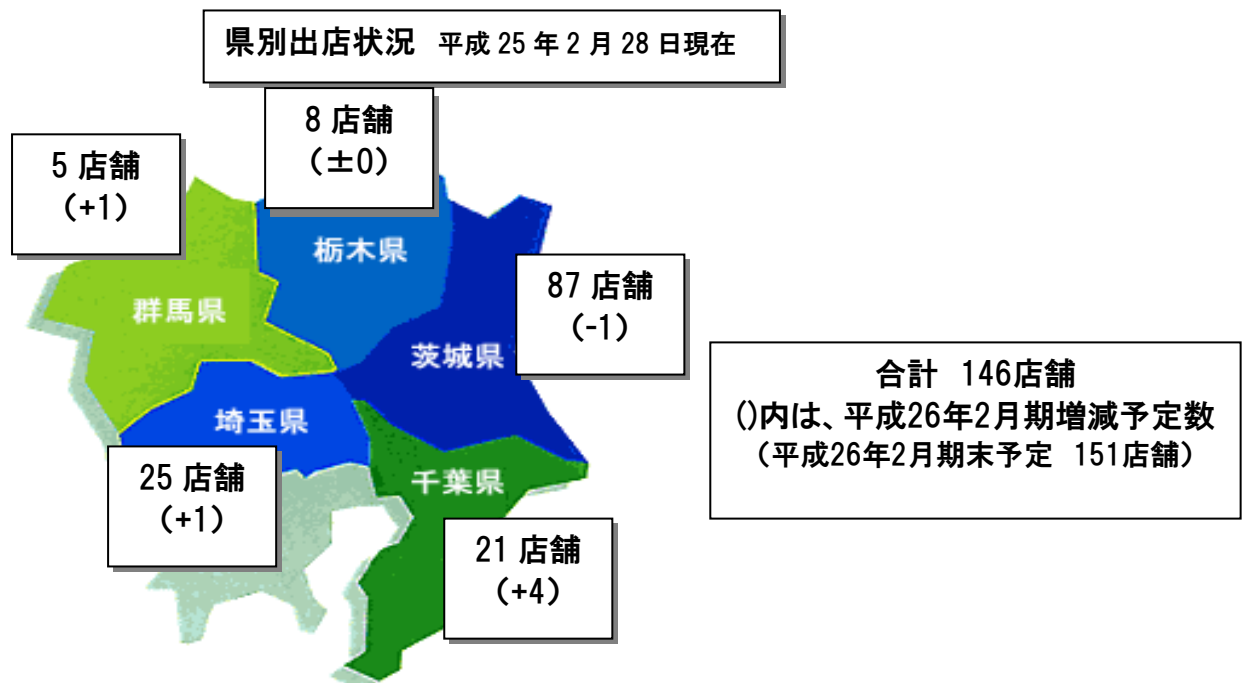 県別出店状況 平成 25 年 2 月 28 日現在
8 店舗
(±0)
5 店舗
(+1)
栃木県
87 店舗
(-1)
群馬県
茨城県
合計 146店舗
()内は、平成26年2月期増減予定数
(平成26年2月期末予定 151店舗)
埼玉県
25 店舗
(+1)
千葉県
21 店舗
(+4)